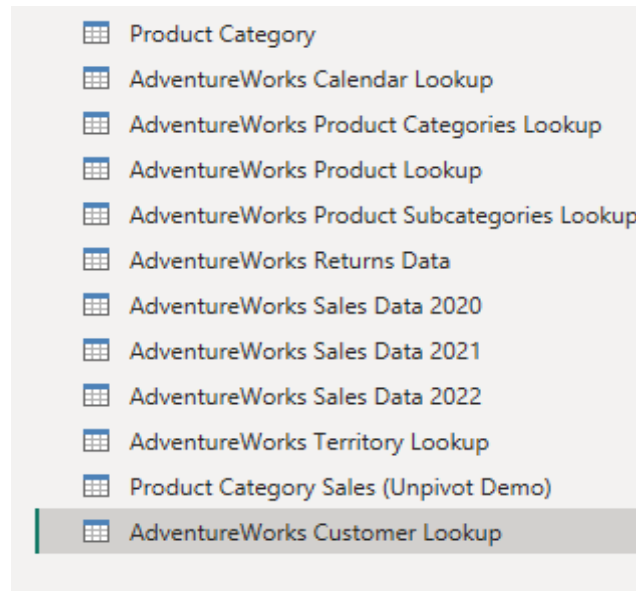 Product Category
AdventureWorks Calendar Lookup
AdventureWorks Product Categories Lookup
AdventureWorks Product Lookup
AdventureWorks Product Subcategories Lookup
AdventureWorks Returns Data
AdventureWorks Sales Data 2020
AdventureWorks Sales Data 2021
AdventureWorks Sales Data 2022
AdventureWorks Territory Lookup
Product Category Sales (Unpivot Demo)
AdventureWorks Customer Lookup